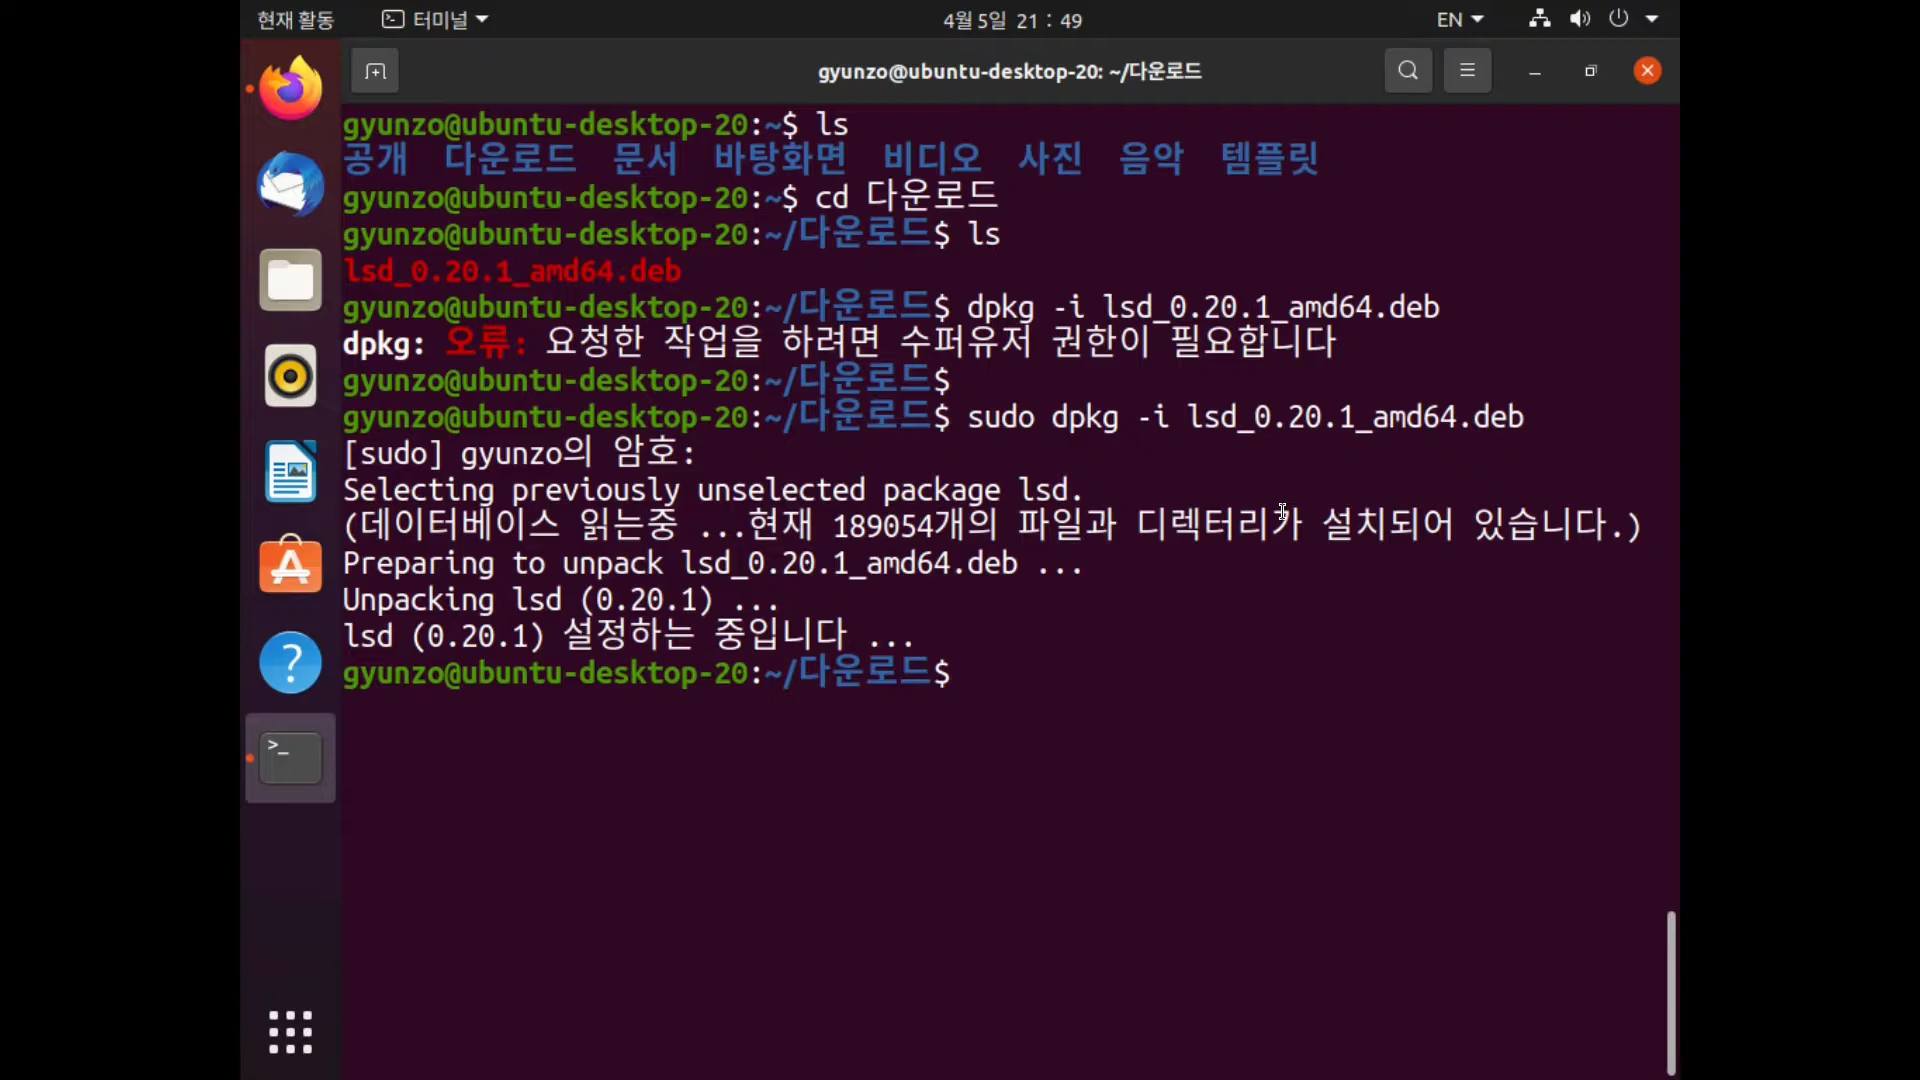 현재 활동 터미널 4월 5일 21 : 49 EN
gyunzo@ubuntu-desktop-20: ~/다운로드
gyunzo@ubuntu-desktop-20:~$ ls
공개 다운로드 문서 바탕화면 비디오 사진 음악 템플릿
gyunzo@ubuntu-desktop-20:~$ cd 다운로드
gyunzo@ubuntu-desktop-20:~/다운로드$ ls
lsd_0.20.1_amd64.deb
gyunzo@ubuntu-desktop-20:~/다운로드$ dpkg -i lsd_0.20.1_amd64.deb
dpkg: 오류: 요청한 작업을 하려면 수퍼유저 권한이 필요합니다
gyunzo@ubuntu-desktop-20:~/다운로드$
gyunzo@ubuntu-desktop-20:~/다운로드$ sudo dpkg -i lsd_0.20.1_amd64.deb
[sudo] gyunzo의 암호:
Selecting previously unselected package lsd.
(데이터베이스 읽는중 ...현재 189054개의 파일과 디렉터리가 설치되어 있습니다.)
Preparing to unpack lsd_0.20.1_amd64.deb ...
Unpacking lsd (0.20.1) ...
lsd (0.20.1) 설정하는 중입니다 ...
gyunzo@ubuntu-desktop-20:~/다운로드$